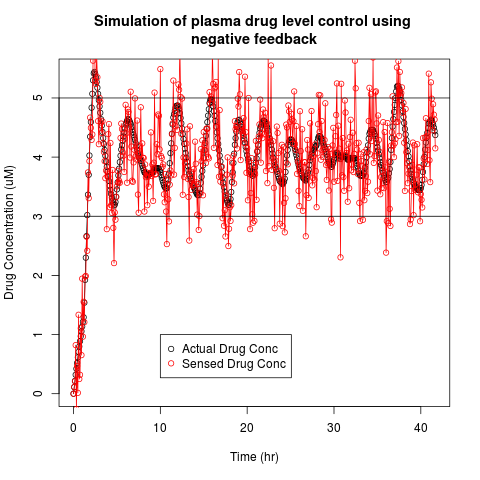 Simulation of plasma drug level control using
negative feedback
Drug Concentration (uM)
5
4
3
2
1
0
Actual Drug Conc
Sensed Drug Conc
0 10 20 30 40
Time (hr)